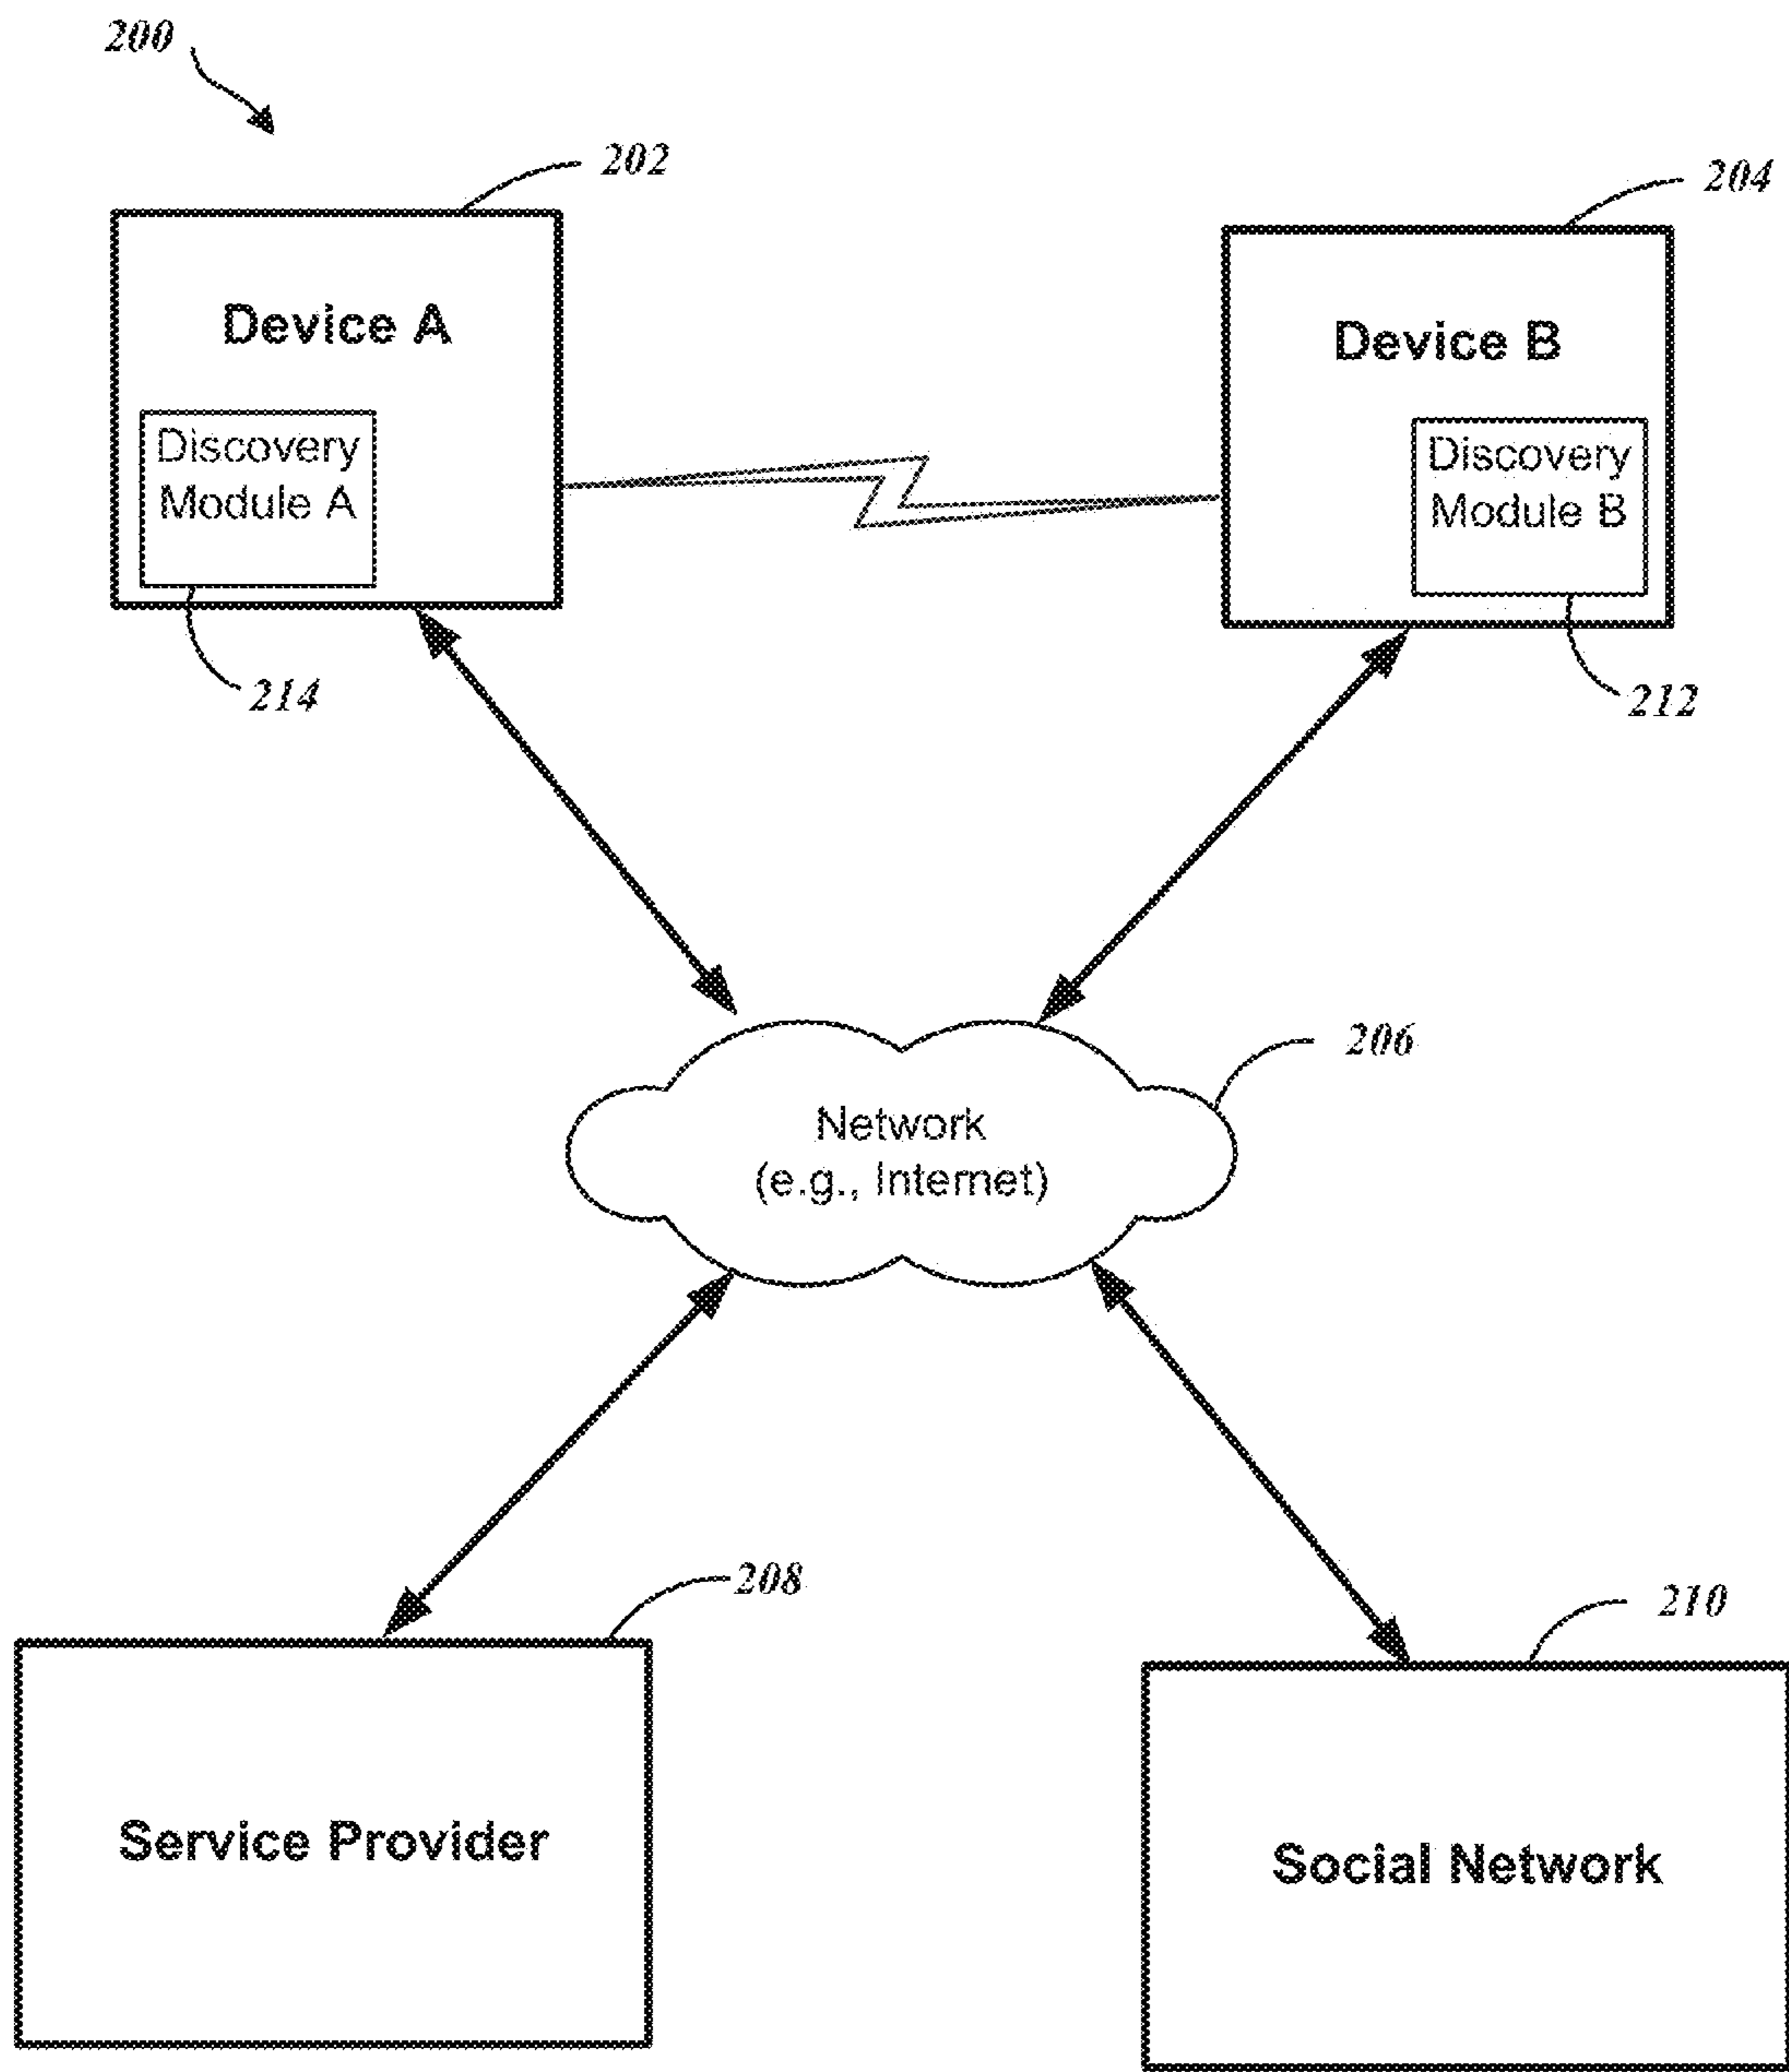 200
202
204
Device A
Device B
Discovery
Module A
Discovery
Module B
214
212
206
Network
(e.g., Internet)
208
210
Service Provider
Social Network